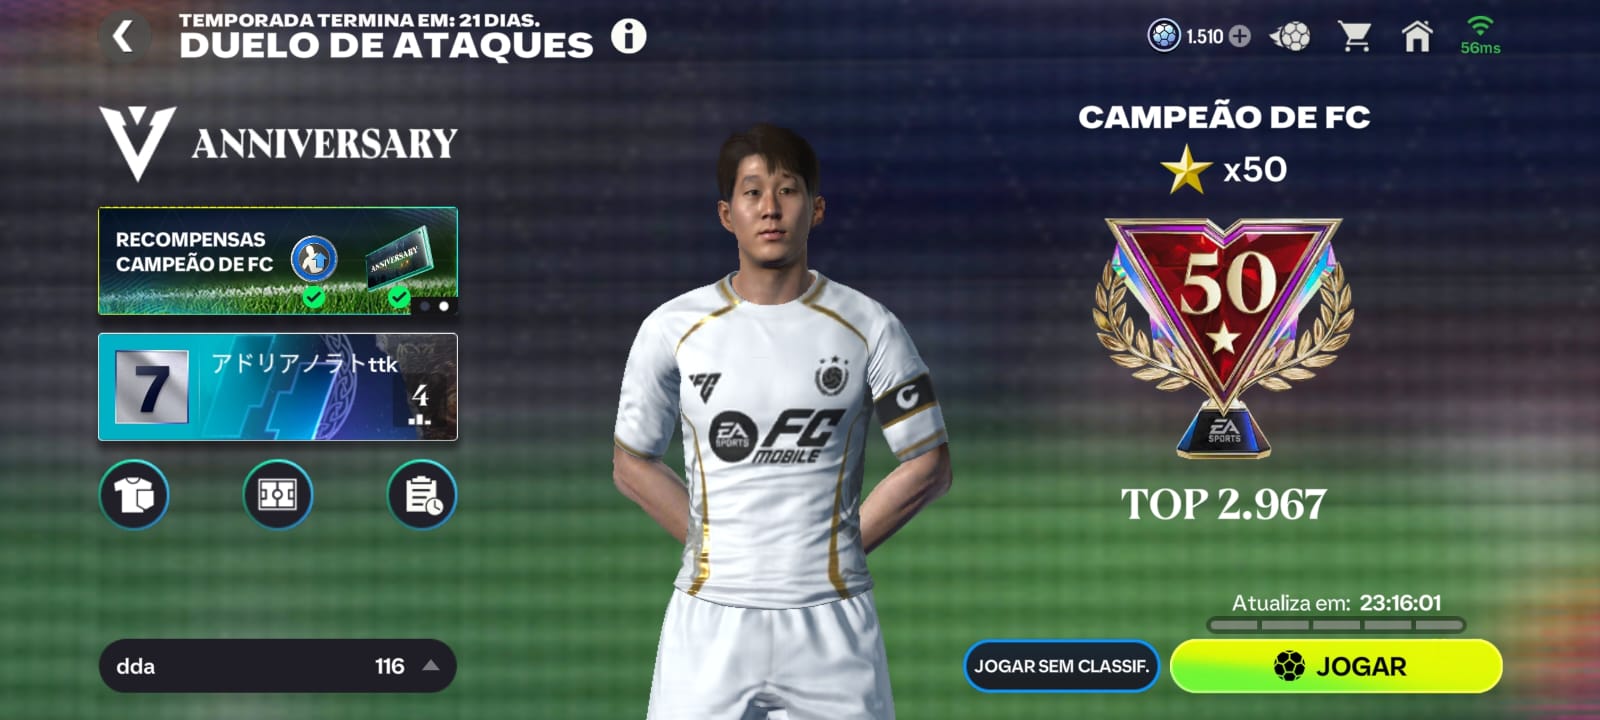 TEMPORADA TERMINA EM: 21 DIAS.
DUELO DE ATAQUES
1.510
56ms
ANNIVERSARY
RECOMPENSAS
CAMPEÃO DE FC
ANNIVERSARY
7
アドリアノラトttk
4
dda
116
C
FC
EA
SPORTS
FC
MOBILE
CAMPEÃO DE FC
x50
50
EA
SPORTS
TOP 2.967
Atualiza em: 23:16:01
JOGAR SEM CLASSIF.
JOGAR